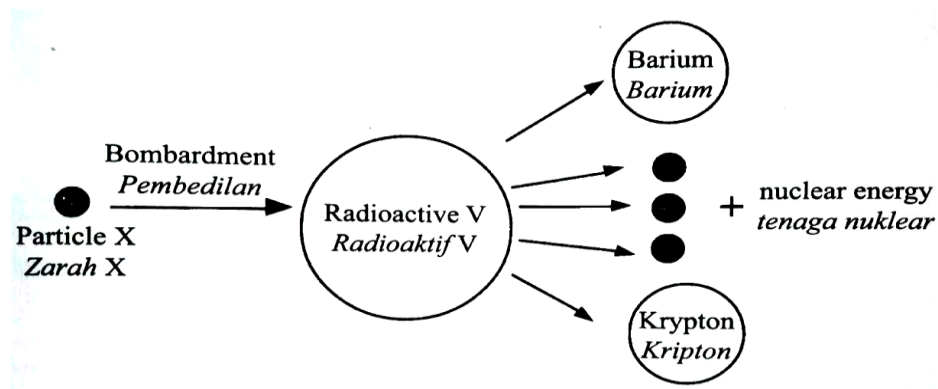 Barium
Barium
Bombardment
Pembedilan
Particle X
Zarah X
Radioactive V
Radioaktif V
+
nuclear energy
tenaga nuklear
Krypton
Kripton